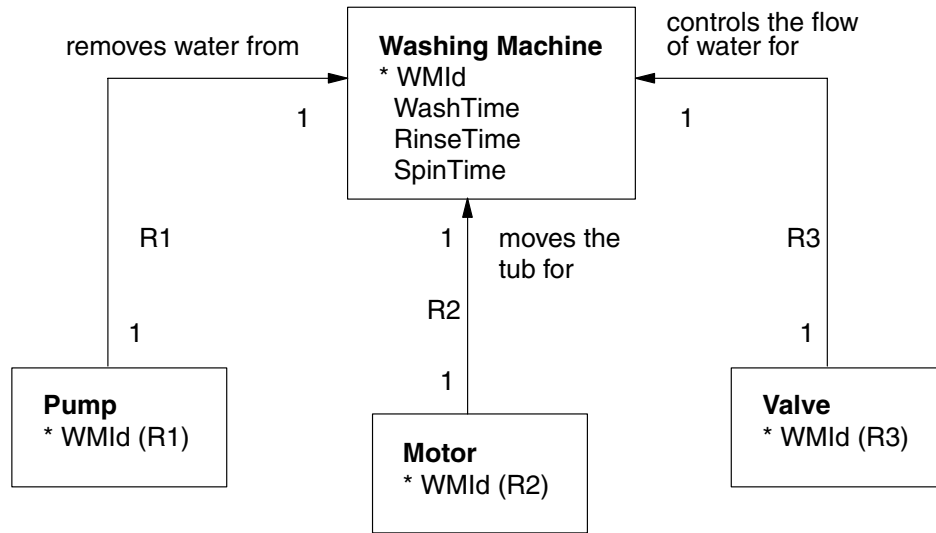 removes water from
controls the flow
of water for
Washing Machine
* WMId
WashTime
RinseTime
SpinTime
1
1
1
moves the
tub for
R1
R2
R3
1
1
1
Pump
* WMId (R1)
Motor
* WMId (R2)
Valve
* WMId (R3)